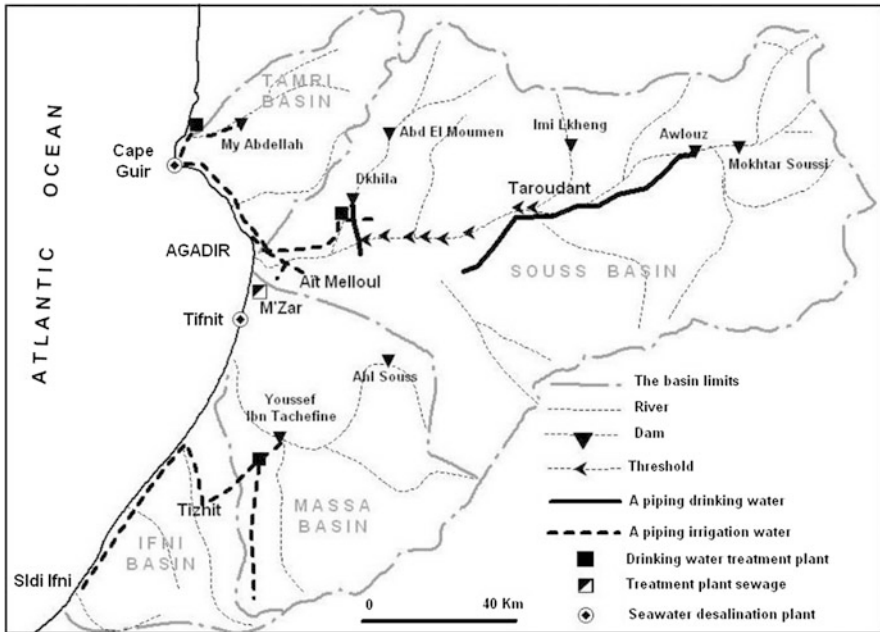 TAMRI
BASIN
My Abdellah
Abd El Moumen
Imi Lkheng
Awlouz
Mokhtar Soussi
Cape
Guir
Dkhila
Taroudant
ATLANTIC OCEAN
AGADIR
SOUSS BASIN
Aït Melloul
M'Zar
Tifnit
Ahl Souss
Youssef
Ibn Tachefine
Tiznit
MASSA
BASIN
IFNI
BASIN
SIdi Ifni
The basin limits
River
Dam
Threshold
A piping drinking water
A piping irrigation water
Drinking water treatment plant
Treatment plant sewage
Seawater desalination plant
0 40 Km